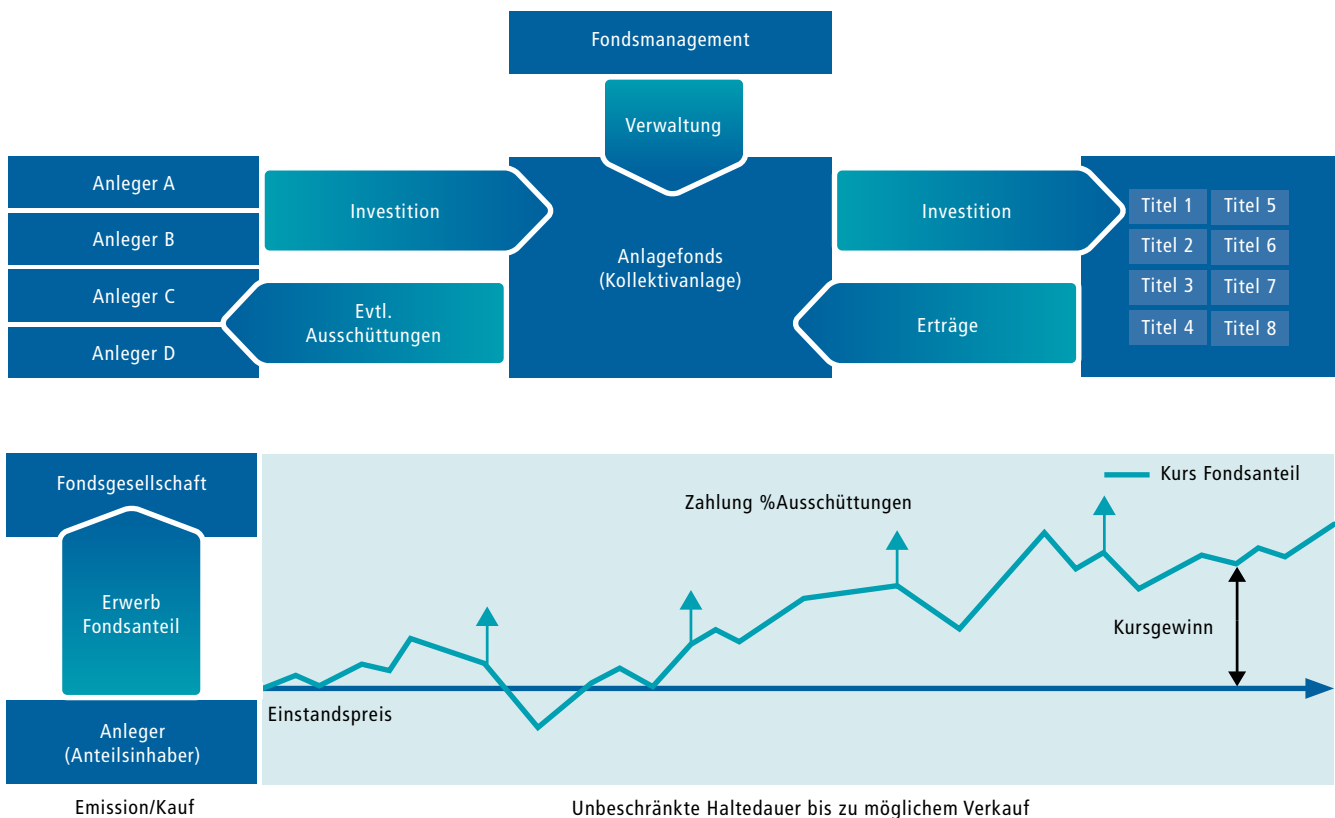 Fondsmanagement
Verwaltung
Anleger A
Anleger B
Anleger C
Anleger D
Investition
Evtl.
Ausschüttungen
Anlagefonds
(Kollektivanlage)
Investition
Erträge
Titel 1
Titel 5
Titel 2
Titel 6
Titel 3
Titel 7
Titel 4
Titel 8
Fondsgesellschaft
Erwerb
Fondsanteil
Anleger
(Anteilsinhaber)
Kurs Fondsanteil
Zahlung %Ausschüttungen
Kursgewinn
Einstandspreis
Emission/Kauf
Unbeschränkte Haltedauer bis zu möglichem Verkauf